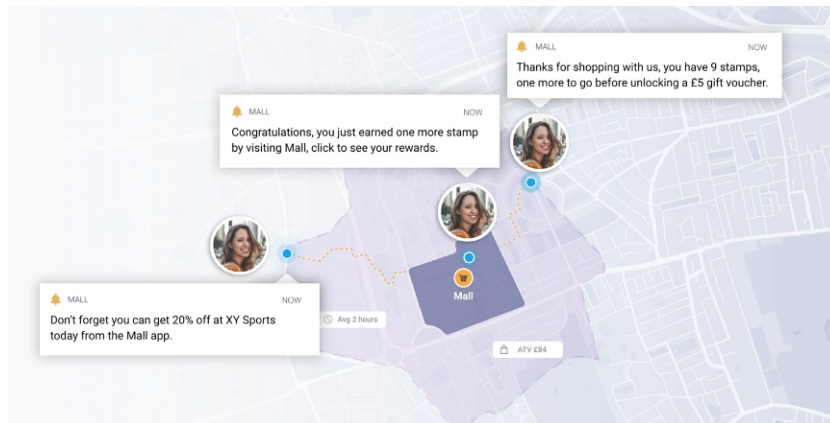 MALL NOW
Thanks for shopping with us, you have 9 stamps,
one more to go before unlocking a £5 gift voucher.
MALL NOW
Congratulations, you just earned one more stamp
by visiting Mall, click to see your rewards.
Mall
MALL NOW
Don't forget you can get 20% off at XY Sports
today from the Mall app.
Avg 2 hours
ATV £84